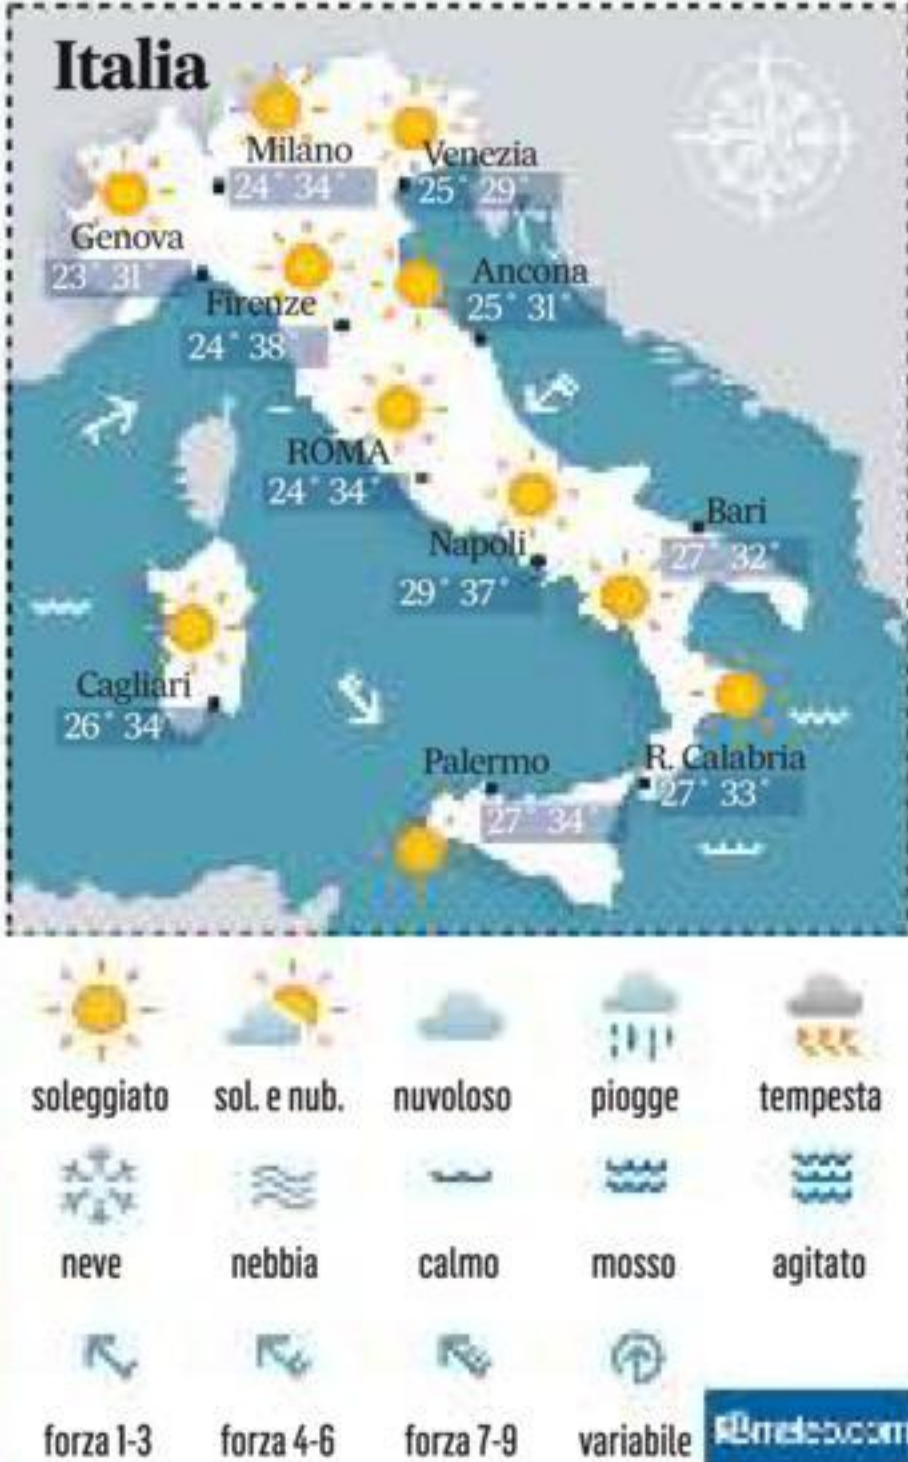 Italia
Milano
24° 34°
Venezia
25° 29°
Genova
23° 31°
Firenze
24° 38°
Ancona
25° 31°
ROMA
24° 34°
Napoli
29° 37°
Bari
27° 32°
Cagliari
26° 34°
Palermo
27° 34°
R. Calabria
27° 33°
soleggiato sol. e nub. nuvoloso piogge tempesta
neve nebbia calmo mosso agitato
forza 1-3 forza 4-6 forza 7-9 variabile